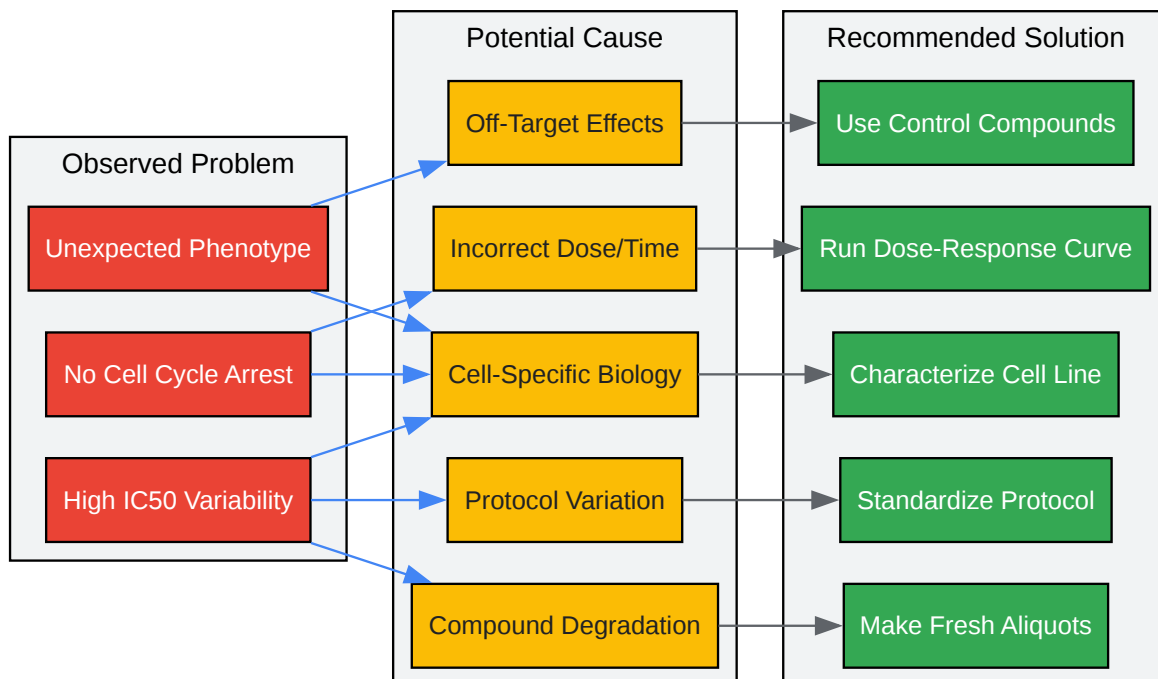 Observed Problem
Unexpected Phenotype
No Cell Cycle Arrest
High IC50 Variability
Potential Cause
Off-Target Effects
Incorrect Dose/Time
Cell-Specific Biology
Protocol Variation
Compound Degradation
Recommended Solution
Use Control Compounds
Run Dose-Response Curve
Characterize Cell Line
Standardize Protocol
Make Fresh Aliquots